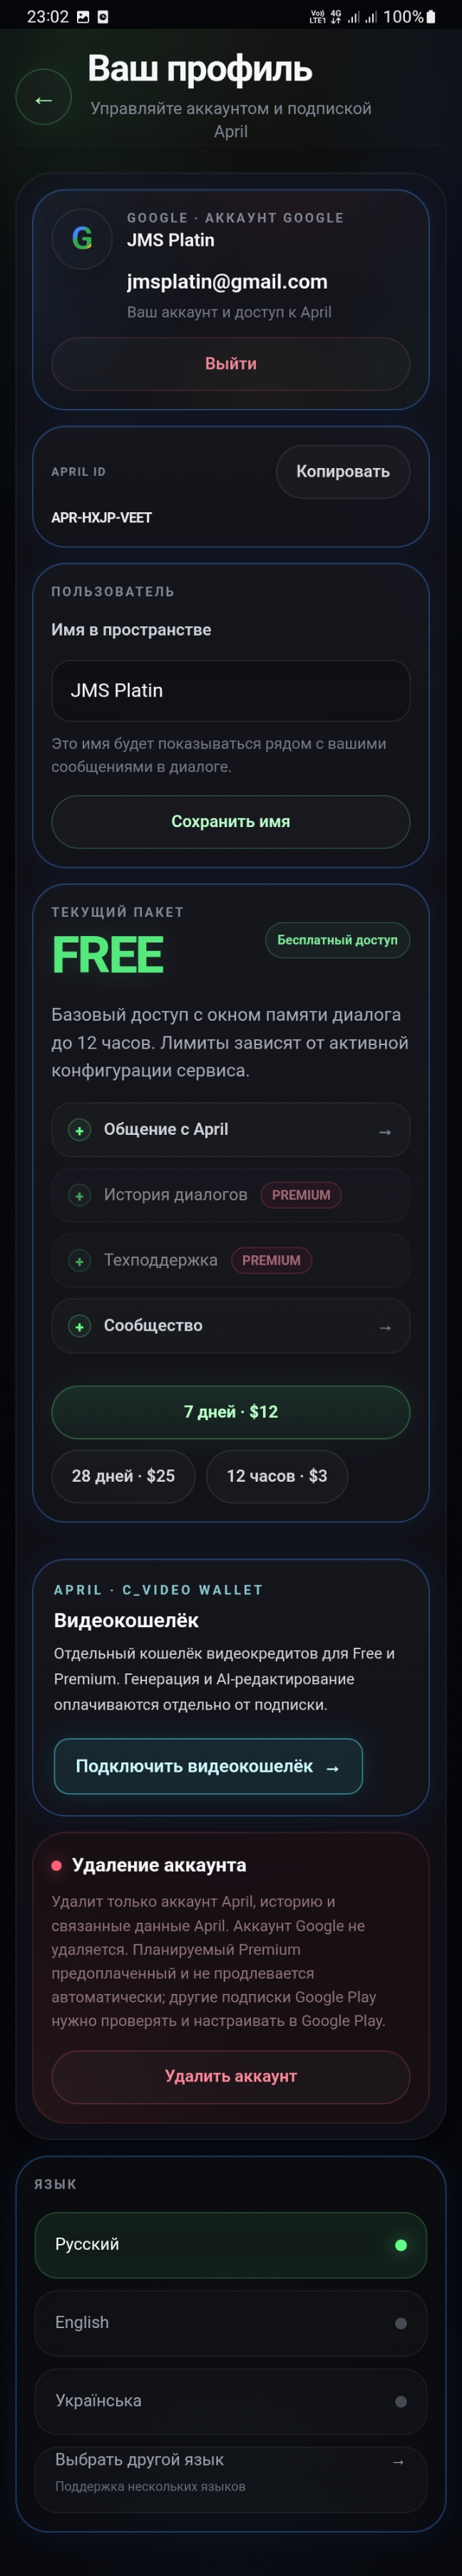 23:02 Vo)) LTE1 4G 100%
← Ваш профиль
Управляйте аккаунтом и подпиской
April
GOOGLE · АККАУНТ GOOGLE
G JMS Platin
jmsplatin@gmail.com
Ваш аккаунт и доступ к April
Выйти
APRIL ID Копировать
APR-HXJP-VEET
ПОЛЬЗОВАТЕЛЬ
Имя в пространстве
JMS Platin
Это имя будет показываться рядом с вашими
сообщениями в диалоге.
Сохранить имя
ТЕКУЩИЙ ПАКЕТ
FREE Бесплатный доступ
Базовый доступ с окном памяти диалога
до 12 часов. Лимиты зависят от активной
конфигурации сервиса.
+ Общение с April →
+ История диалогов PREMIUM
+ Техподдержка PREMIUM
+ Сообщество →
7 дней · $12
28 дней · $25 12 часов · $3
APRIL · C_VIDEO WALLET
Видеокошелёк
Отдельный кошелёк видеокредитов для Free и
Premium. Генерация и AI-редактирование
оплачиваются отдельно от подписки.
Подключить видеокошелёк →
Удаление аккаунта
Удалит только аккаунт April, историю и
связанные данные April. Аккаунт Google не
удаляется. Планируемый Premium
предоплаченный и не продлевается
автоматически; другие подписки Google Play
нужно проверять и настраивать в Google Play.
Удалить аккаунт
ЯЗЫК
Русский
English
Українська
Выбрать другой язык →
Поддержка нескольких языков